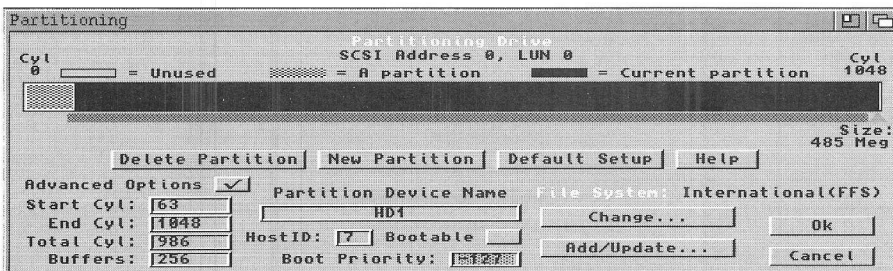 Partitioning
Partitioning Drive
SCSI Address 0, LUN 0
Cyl 0
Cyl 1048
= Unused
= A partition
= Current partition
Size: 485 Meg
Delete Partition
New Partition
Default Setup
Help
Advanced Options
Start Cyl: 63
End Cyl: 1048
Total Cyl: 986
Buffers: 256
Partition Device Name
HD1
HostID: 7
Bootable
Boot Priority: -127
File System: International(FFS)
Change...
Add/Update...
Ok
Cancel